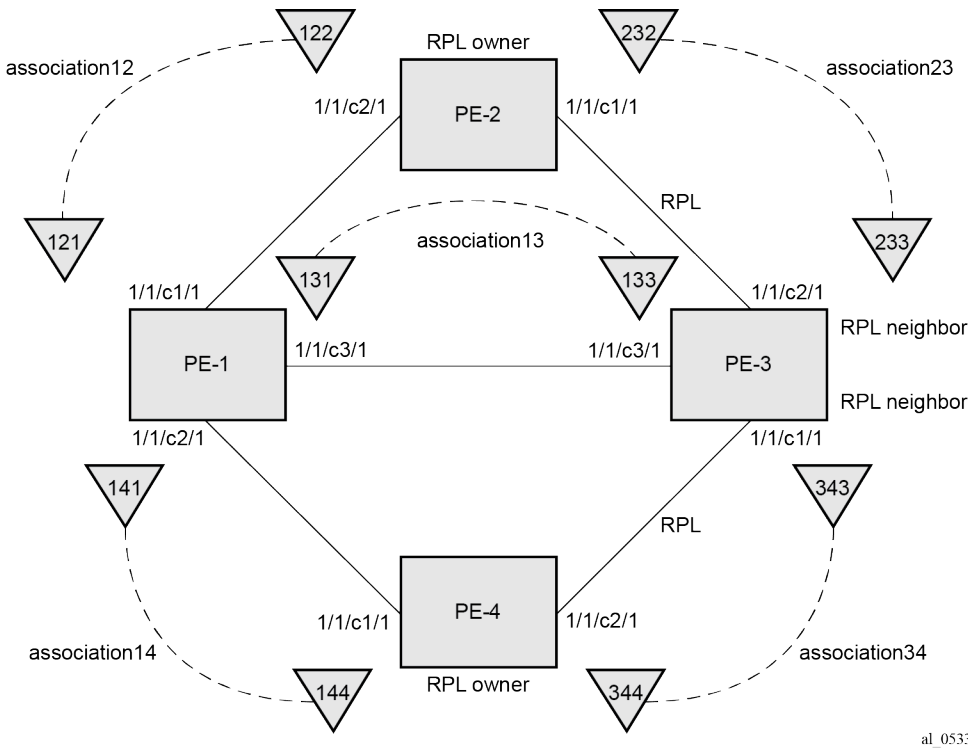 122
232
RPL owner
association12
association23
1/1/c2/1
PE-2
1/1/c1/1
RPL
121
association13
233
131
133
1/1/c1/1
1/1/c2/1
RPL neighbor
1/1/c3/1
1/1/c3/1
PE-1
PE-3
RPL neighbor
1/1/c2/1
1/1/c1/1
141
343
RPL
PE-4
1/1/c1/1
1/1/c2/1
association14
association34
RPL owner
144
344
al_0533